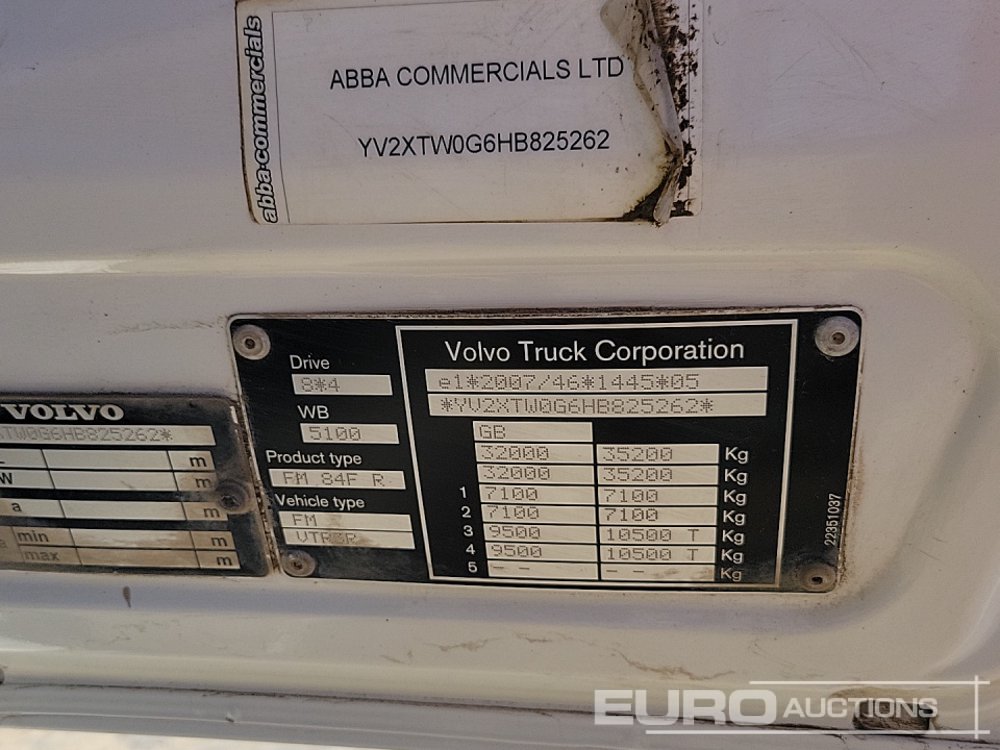 abba-commercials
ABBA COMMERCIALS LTD
YV2XTW0G6HB825262
VOLVO
TW0G6HB825262*
L m
W m
a m
min m
max m
Drive
8*4
WB
5100
Product type
FM 84F R
Vehicle type
FM
VTR3R
Volvo Truck Corporation
e1*2007/46*1445*05
*YV2XTW0G6HB825262*
GB
32000 35200 Kg
32000 35200 Kg
1 7100 7100 Kg
2 7100 7100 Kg
3 9500 10500 T Kg
4 9500 10500 T Kg
5 -- -- Kg
22351037
EURO AUCTIONS